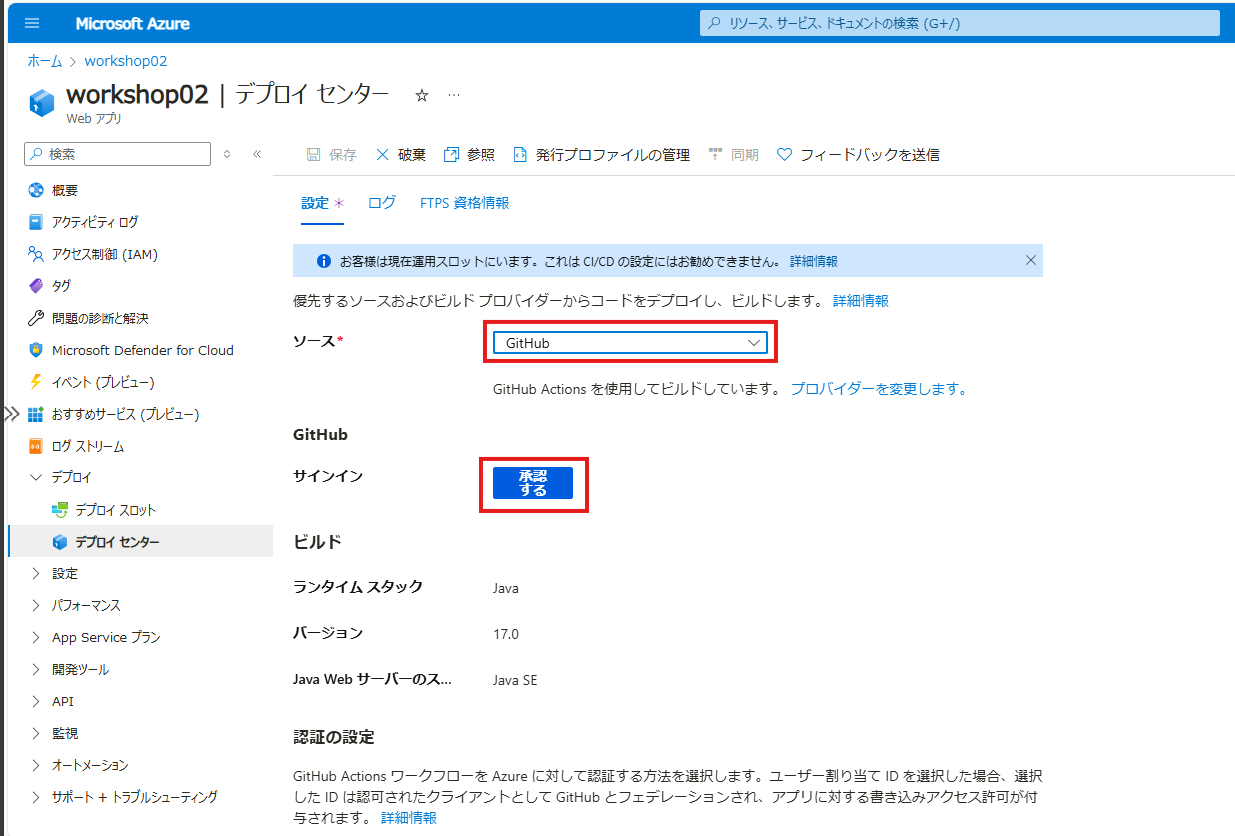 Microsoft Azure
リソース、サービス、ドキュメントの検索 (G+/)
ホーム > workshop02
workshop02 | デプロイ センター ☆ …
Web アプリ
検索
保存 破棄 参照 発行プロファイルの管理 同期 フィードバックを送信
概要
アクティビティ ログ
アクセス制御 (IAM)
タグ
問題の診断と解決
Microsoft Defender for Cloud
イベント (プレビュー)
おすすめサービス (プレビュー)
ログ ストリーム
デプロイ
デプロイ スロット
デプロイ センター
設定
パフォーマンス
App Service プラン
開発ツール
API
監視
オートメーション
サポート + トラブルシューティング
設定 * ログ FTPS 資格情報
お客様は現在運用スロットにいます。これは CI/CD の設定にはお勧めできません。 詳細情報
優先するソースおよびビルド プロバイダーからコードをデプロイし、ビルドします。 詳細情報
ソース* GitHub
GitHub Actions を使用してビルドしています。 プロバイダーを変更します。
GitHub
サインイン
承認
する
ビルド
ランタイム スタック Java
バージョン 17.0
Java Web サーバーのス... Java SE
認証の設定
GitHub Actions ワークフローを Azure に対して認証する方法を選択します。ユーザー割り当て ID を選択した場合、選択
した ID は認可されたクライアントとして GitHub とフェデレーションされ、アプリに対する書き込みアクセス許可が付
与されます。 詳細情報